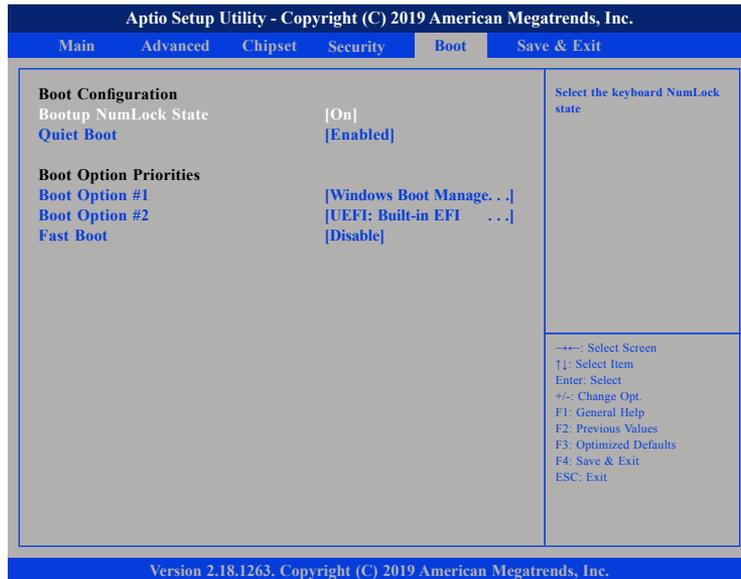 Aptio Setup Utility - Copyright (C) 2019 American Megatrends, Inc.
Main Advanced Chipset Security Boot Save & Exit
Boot Configuration
Bootup NumLock State [On]
Quiet Boot [Enabled]
Boot Option Priorities
Boot Option #1 [Windows Boot Manage. . .]
Boot Option #2 [UEFI: Built-in EFI . . .]
Fast Boot [Disable]
Select the keyboard NumLock
state
→←: Select Screen
↑↓: Select Item
Enter: Select
+/-: Change Opt.
F1: General Help
F2: Previous Values
F3: Optimized Defaults
F4: Save & Exit
ESC: Exit
Version 2.18.1263. Copyright (C) 2019 American Megatrends, Inc.